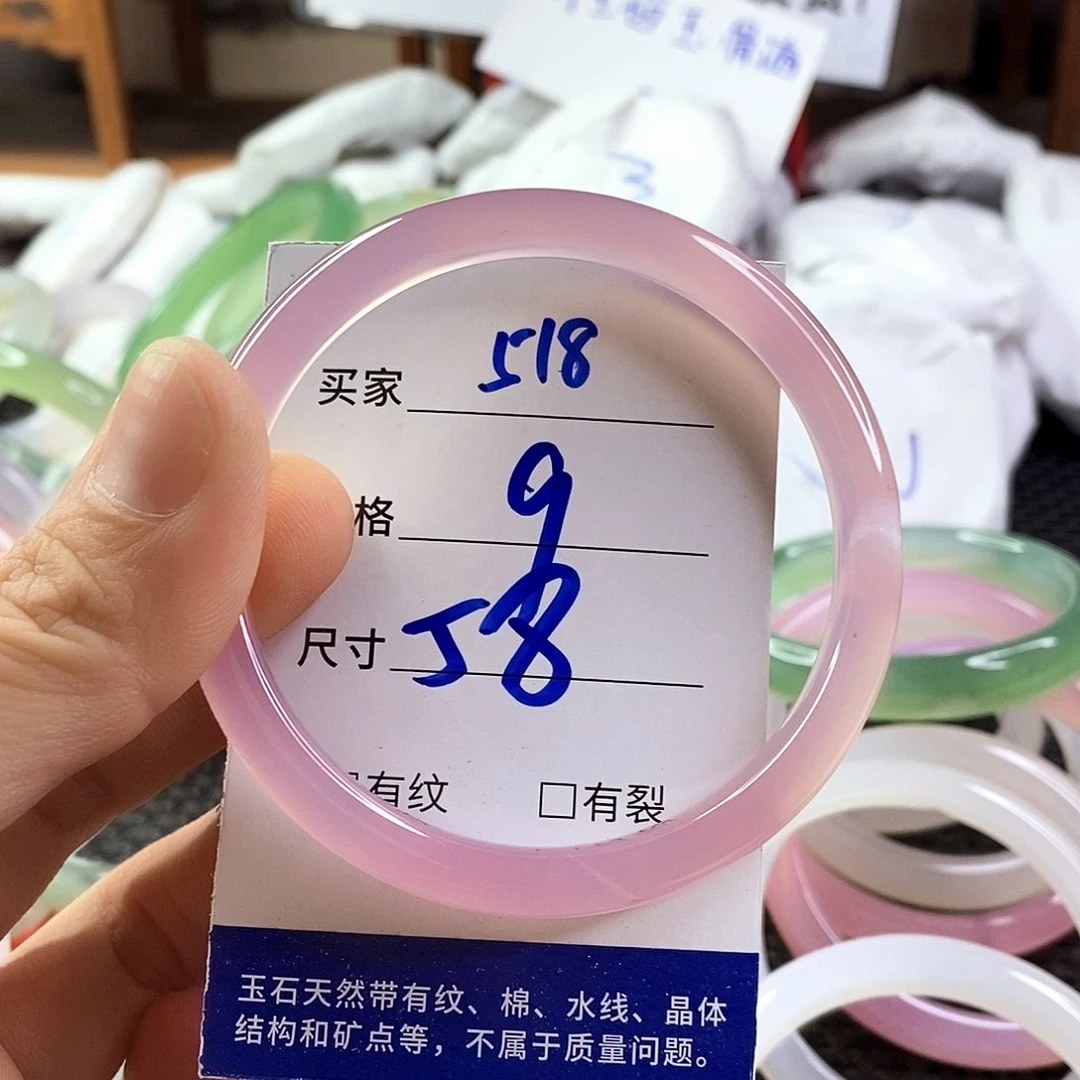 3
买家 518
格 9
尺寸 58
有纹 □有裂
玉石天然带有纹、棉、水线、晶体
结构和矿点等，不属于质量问题。